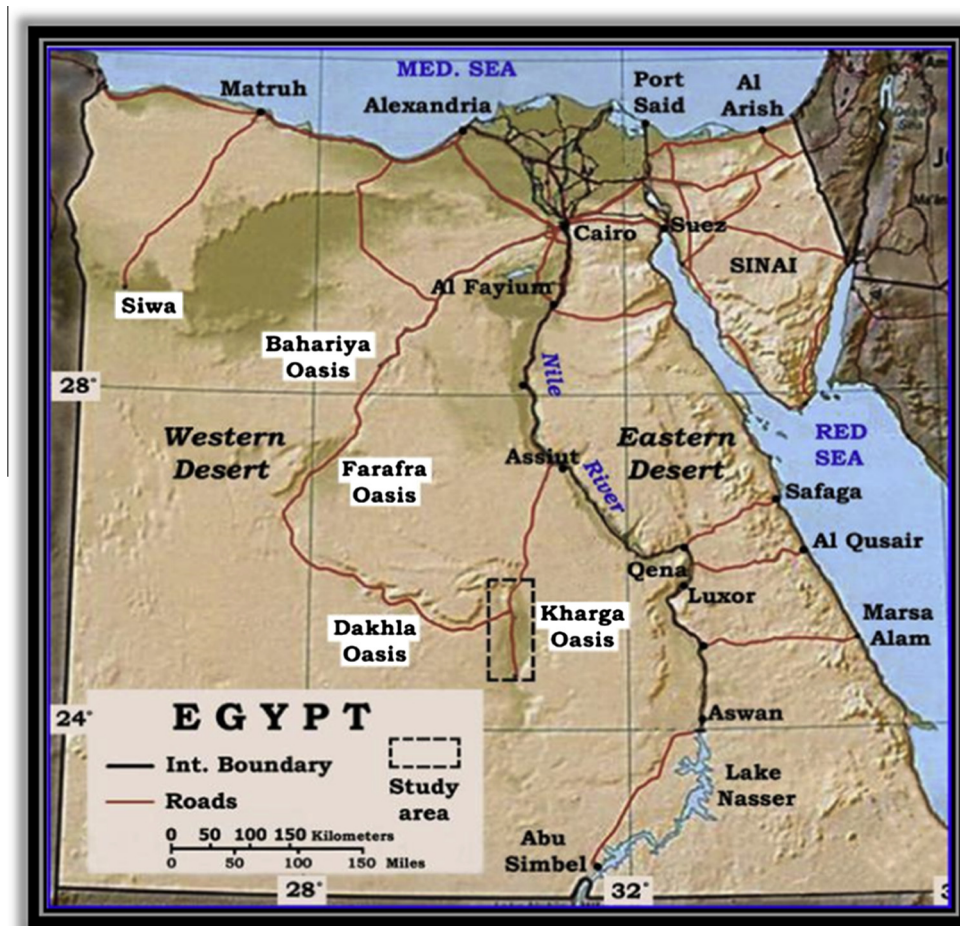 MED. SEA
Matruh
Alexandria
Port
Said
Al
Arish
Cairo
Suez
SINAI
Siwa
Al Fayium
Bahariya
Oasis
28°
Nile
River
Western
Desert
Eastern
Desert
RED
SEA
Assiut
Farafra
Oasis
Safaga
Al Qusair
Qena
Luxor
Kharga
Oasis
Dakhla
Oasis
Marsa
Alam
24°
EGYPT
Int. Boundary
Roads
Study
area
0 50 100 150 Kilometers
0 50 100 150 Miles
Aswan
Lake
Nasser
Abu
Simbel
28°
32°